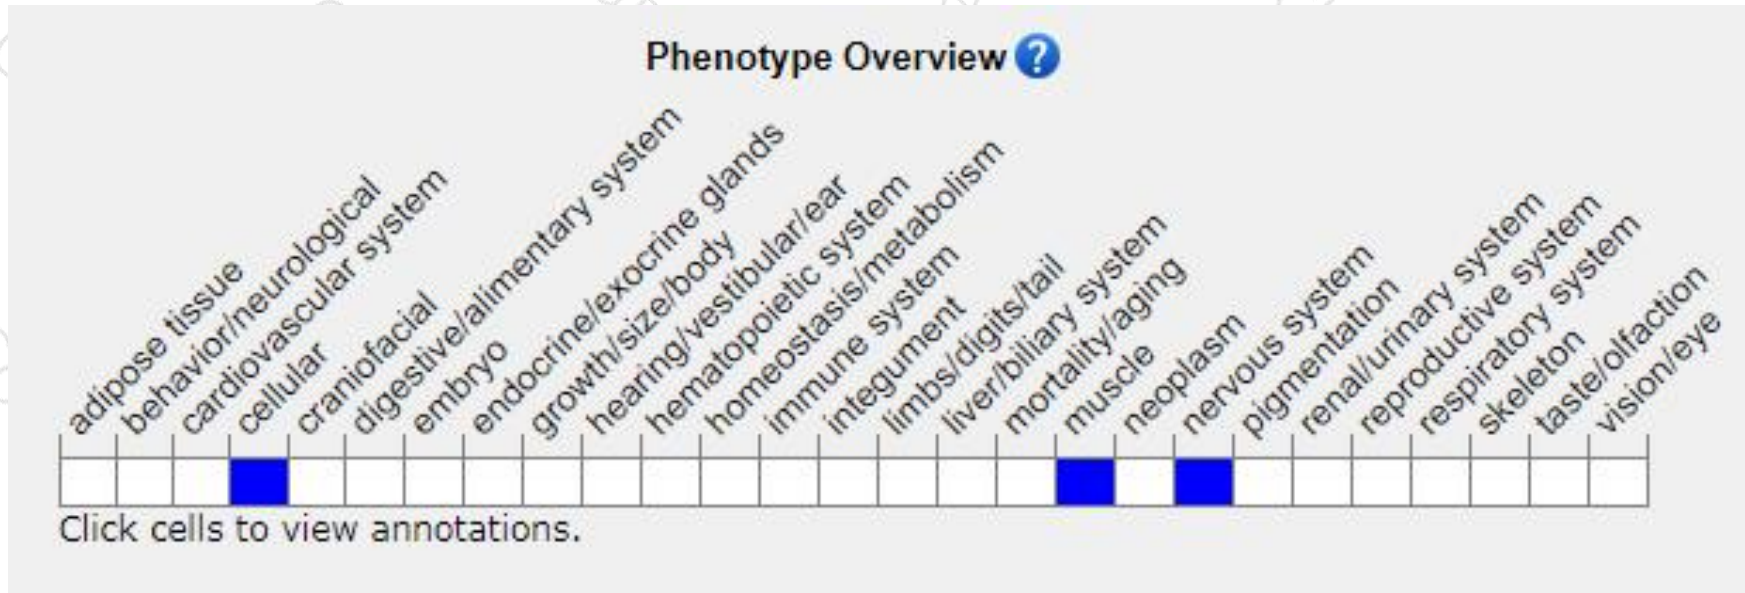 Phenotype Overview ?
adipose tissue
behavior/neurological
cardiovascular system
cellular
craniofacial
digestive/alimentary system
embryo
endocrine/exocrine glands
growth/size/body
hearing/vestibular/ear
hematopoietic system
homeostasis/metabolism
immune system
integument
limbs/digits/tail
liver/biliary system
mortality/aging
muscle
neoplasm
nervous system
pigmentation
renal/urinary system
reproductive system
respiratory system
skeleton
taste/olfaction
vision/eye
Click cells to view annotations.